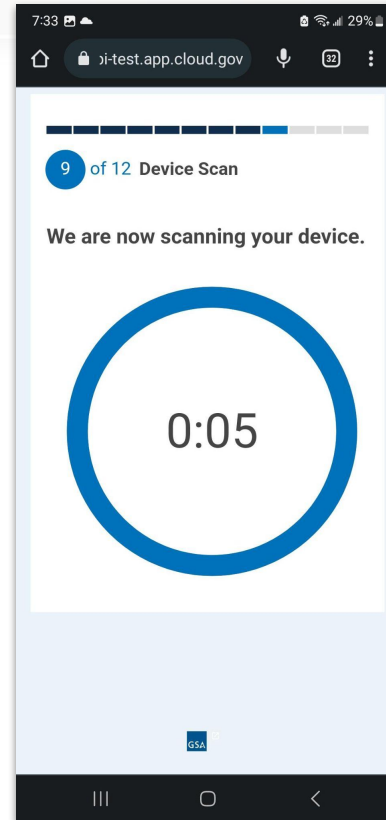 7:33 29%
pi-test.app.cloud.gov 32
9 of 12 Device Scan
We are now scanning your device.
0:05
GSA